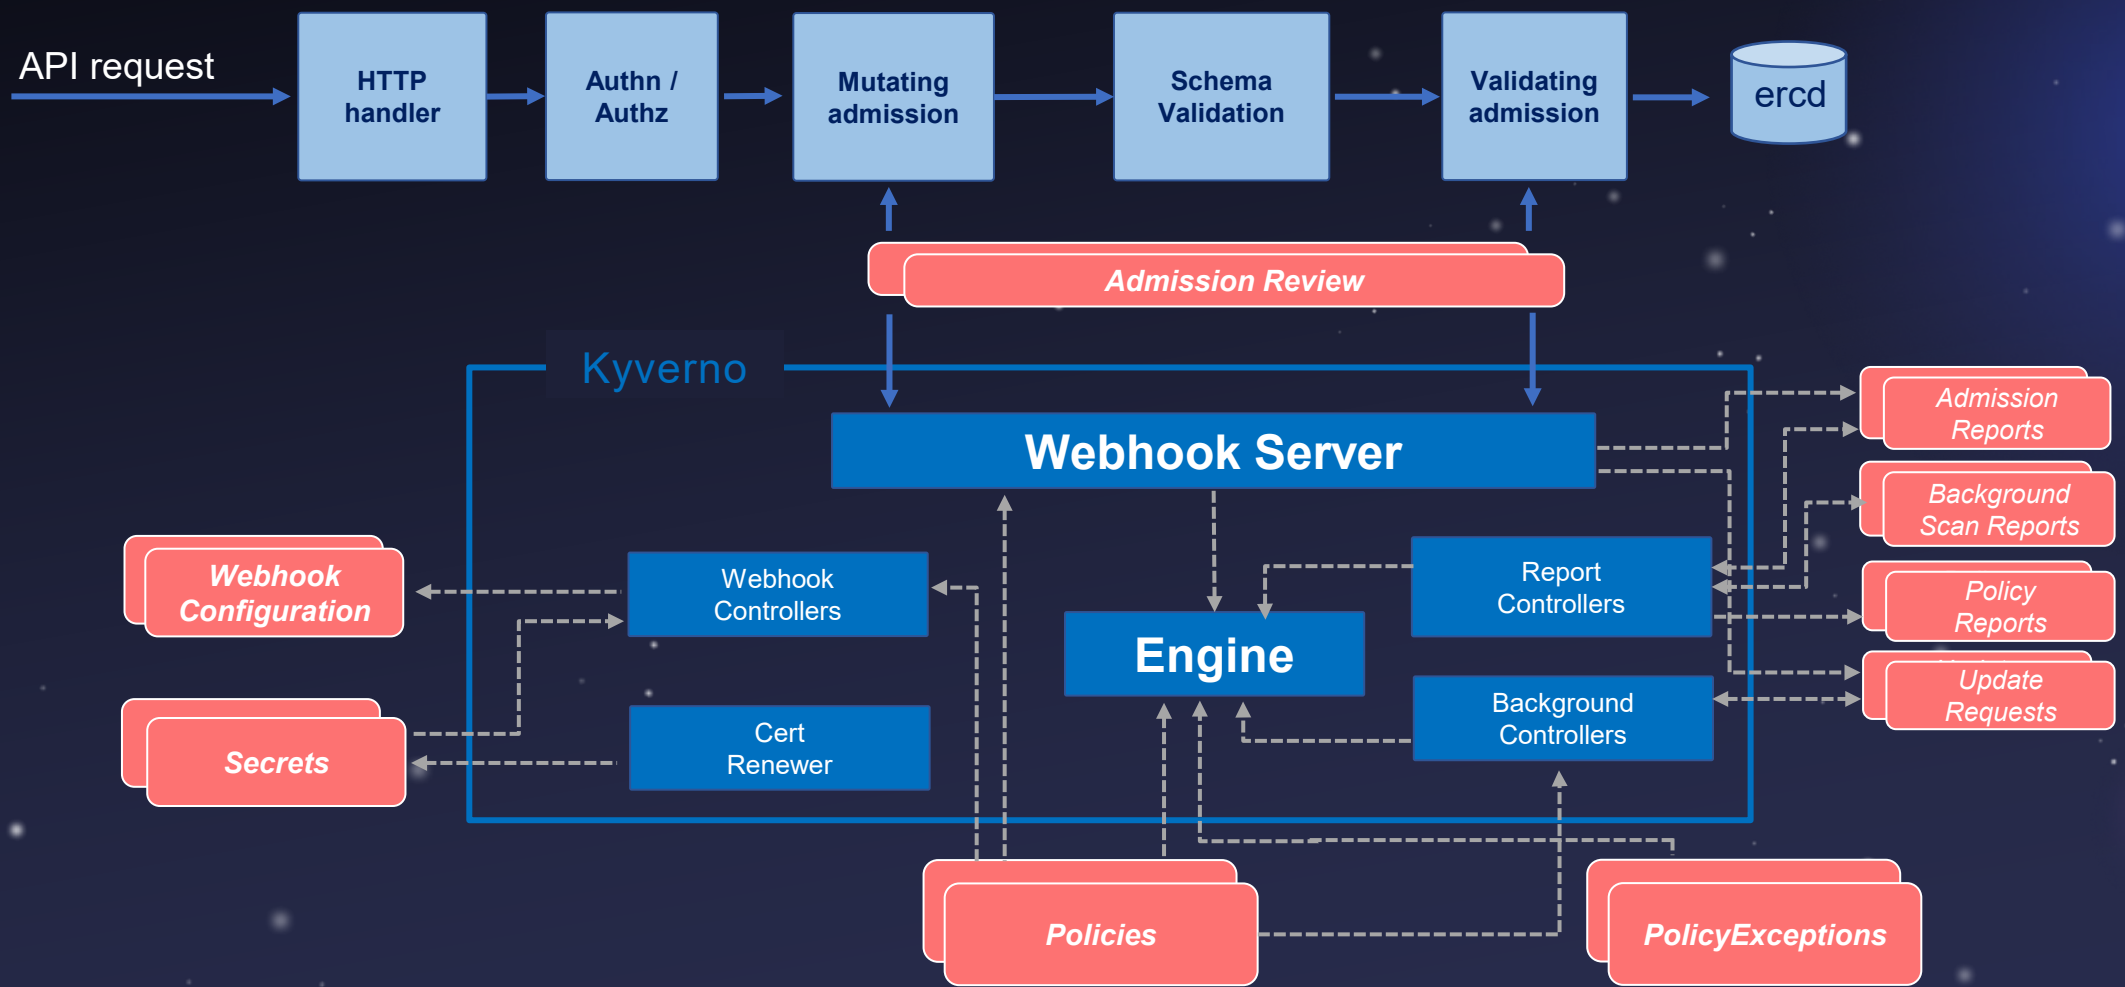 API request
HTTP
handler
Authn /
Authz
Mutating
admission
Schema
Validation
Validating
admission
ercd
Admission Review
Kyverno
Webhook Server
Admission
Reports
Background
Scan Reports
Webhook
Configuration
Webhook
Controllers
Report
Controllers
Policy
Reports
Engine
Update
Requests
Background
Controllers
Secrets
Cert
Renewer
Policies
PolicyExceptions